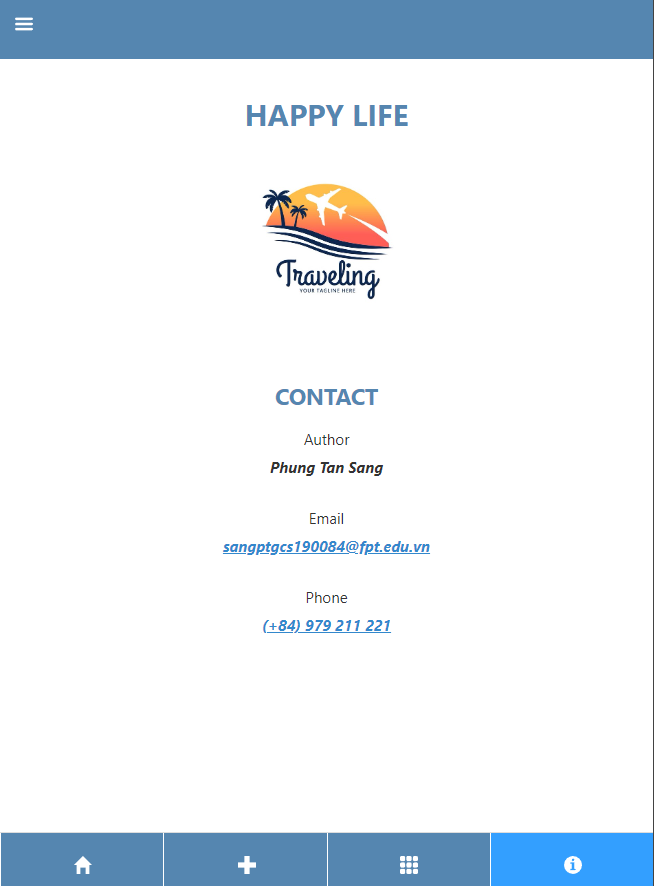 HAPPY LIFE
Traveling
YOUR TAGLINE HERE
CONTACT
Author
Phung Tan Sang
Email
sangptgcs190084@fpt.edu.vn
Phone
(+84) 979 211 221